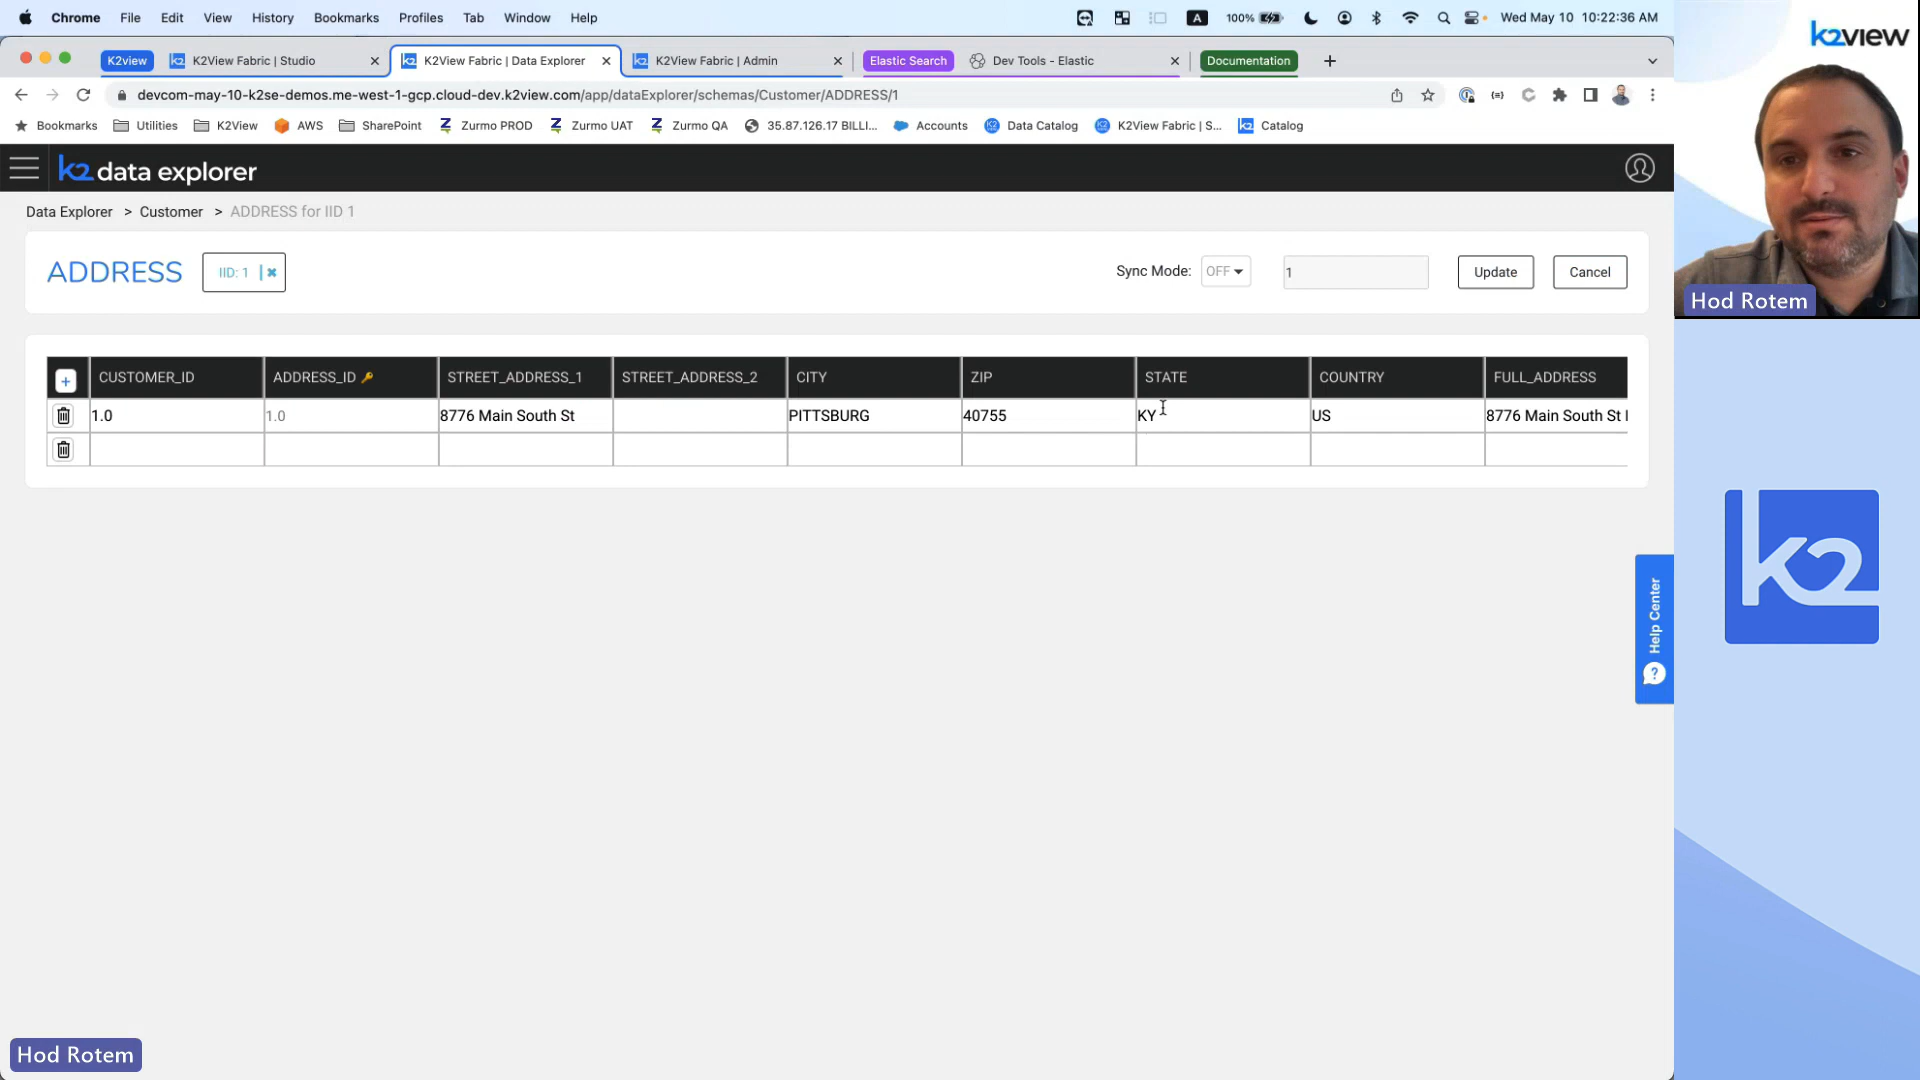 Chrome File Edit View History Bookmarks Profiles Tab Window Help A 100% Wed May 10 10:22:36 AM
K2view K2View Fabric | Studio K2View Fabric | Data Explorer K2View Fabric | Admin Elastic Search Dev Tools - Elastic Documentation
devcom-may-10-k2se-demos.me-west-1-gcp.cloud-dev.k2view.com/app/dataExplorer/schemas/Customer/ADDRESS/1
Bookmarks Utilities K2View AWS SharePoint Zurmo PROD Zurmo UAT Zurmo QA 35.87.126.17 BILLI... Accounts Data Catalog K2View Fabric | S... Catalog
k2 data explorer
Data Explorer > Customer > ADDRESS for IID 1
ADDRESS IID: 1 Sync Mode: OFF 1 Update Cancel
CUSTOMER_ID ADDRESS_ID STREET_ADDRESS_1 STREET_ADDRESS_2 CITY ZIP STATE COUNTRY FULL_ADDRESS
1.0 1.0 8776 Main South St PITTSBURG 40755 KY US 8776 Main South St
Help Center
?
Hod Rotem
k2view
Hod Rotem
k2